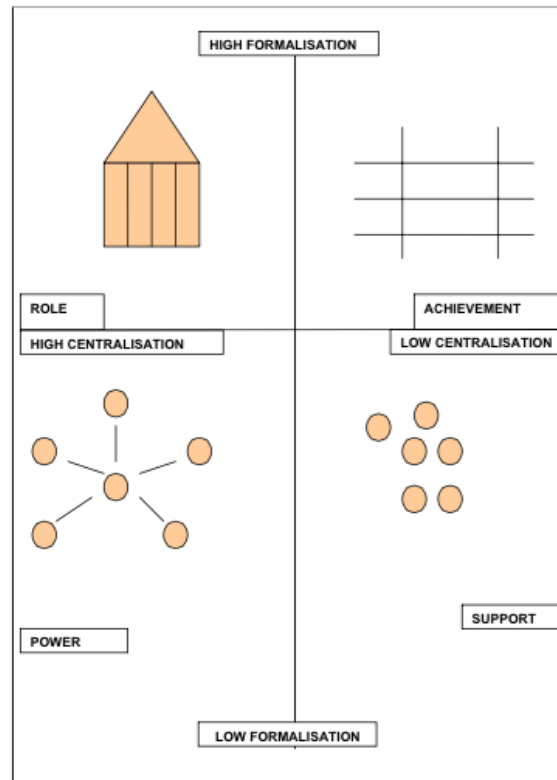 HIGH FORMALISATION
ROLE
ACHIEVEMENT
HIGH CENTRALISATION
LOW CENTRALISATION
SUPPORT
POWER
LOW FORMALISATION